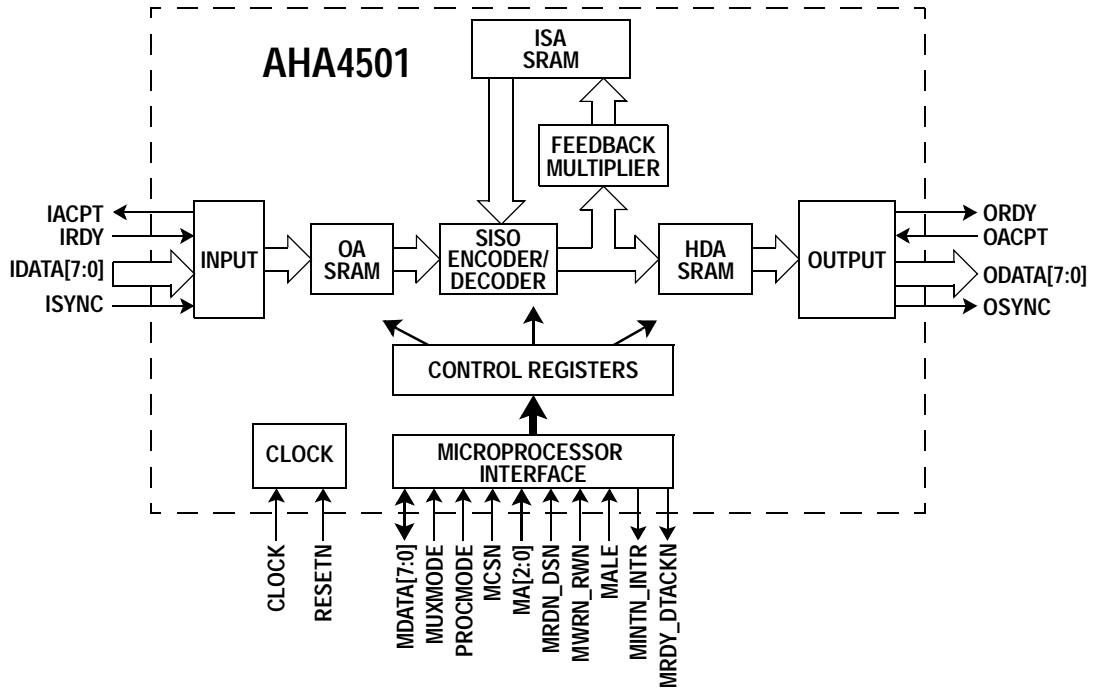 AHA4501
ISA
SRAM
FEEDBACK
MULTIPLIER
IACPT
IRDY
IDATA[7:0]
ISYNC
INPUT
OA
SRAM
SISO
ENCODER/
DECODER
HDA
SRAM
OUTPUT
ORDY
OACPT
ODATA[7:0]
OSYNC
CONTROL REGISTERS
CLOCK
MICROPROCESSOR
INTERFACE
CLOCK
RESETN
MDATA[7:0]
MUXMODE
PROCMODE
MCSN
MA[2:0]
MRDN_DSN
MWRN_RWN
MALE
MINTN_INTR
MRDY_DTACKN